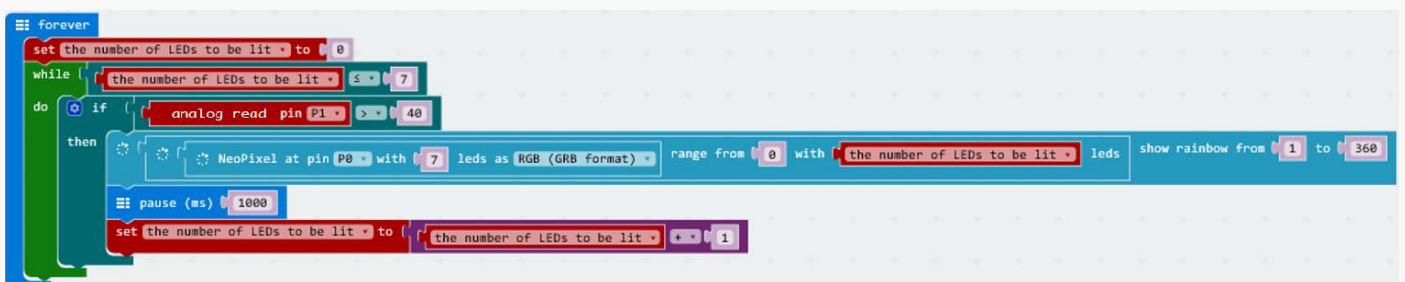 forever
set the number of LEDs to be lit to 0
while the number of LEDs to be lit ≤ 7
do if analog read pin P1 > 40
then NeoPixel at pin P0 with 7 leds as RGB (GRB format) range from 0 with the number of LEDs to be lit leds show rainbow from 1 to 360
pause (ms) 1000
set the number of LEDs to be lit to the number of LEDs to be lit + 1